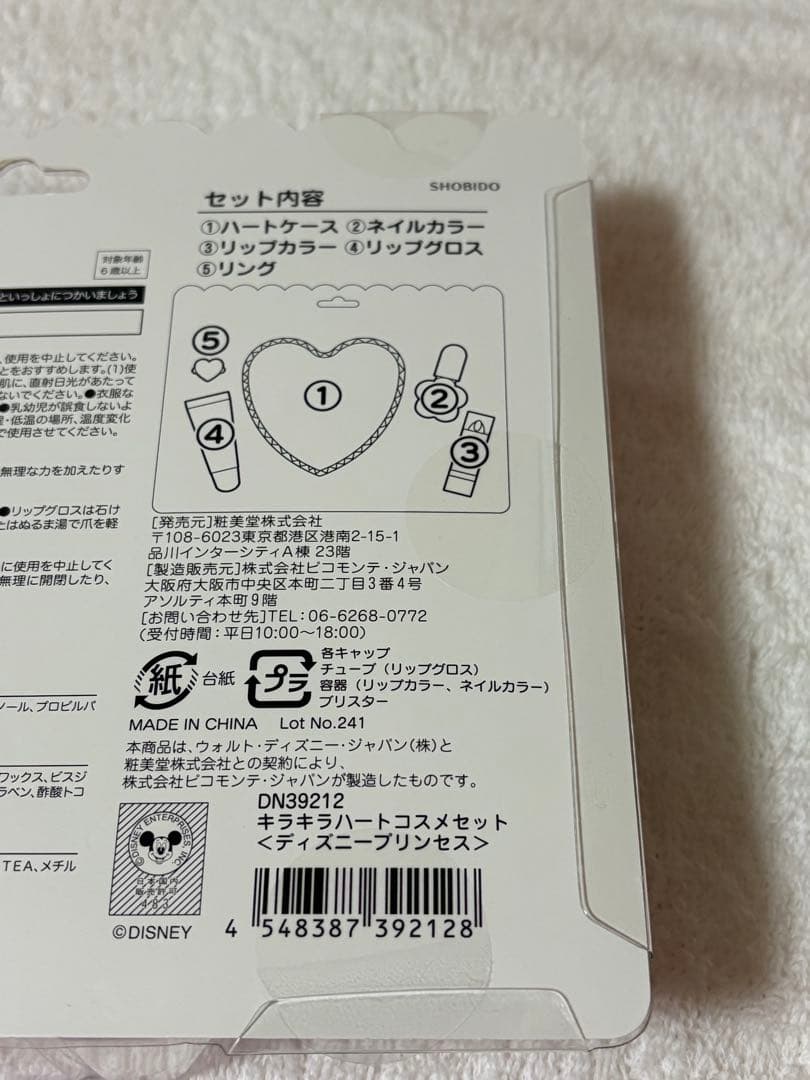 SHOBIDO
セット内容
①ハートケース ②ネイルカラー
③リップカラー ④リップグロス
⑤リング
対象年齢
6歳以上
といっしょにつかいましょう
、使用を中止してください。
とをおすすめします。(1)使
肌に、直射日光があたって
ないでください。●衣服な
●乳幼児が誤食しないよ
・低温の場所、温度変化
で使用させてください。
無理な力を加えたりす
●リップグロスは石け
とはぬるま湯で爪を軽
に使用を中止してく
無理に開閉したり、
⑤
①
②
④
③
[発売元]粧美堂株式会社
〒108-6023東京都港区港南2-15-1
品川インターシティA棟 23階
[製造販売元]株式会社ビコモンテ・ジャパン
大阪府大阪市中央区本町二丁目3番4号
アソルティ本町9階
[お問い合わせ先]TEL:06-6268-0772
(受付時間:平日10:00~18:00)
紙 台紙
プラ
各キャップ
チューブ(リップグロス)
容器(リップカラー、ネイルカラー)
ブリスター
ノール、プロピルパ
MADE IN CHINA Lot No.241
本商品は、ウォルト・ディズニー・ジャパン(株)と
粧美堂株式会社との契約により、
株式会社ビコモンテ・ジャパンが製造したものです。
ワックス、ビスジ
ラベン、酢酸トコ
TEA、メチル
DN39212
キラキラハートコスメセット
<ディズニープリンセス>
©DISNEY ENTERPRISES, INC.
日本国内
販売許可
483
©DISNEY
4 548387 392128